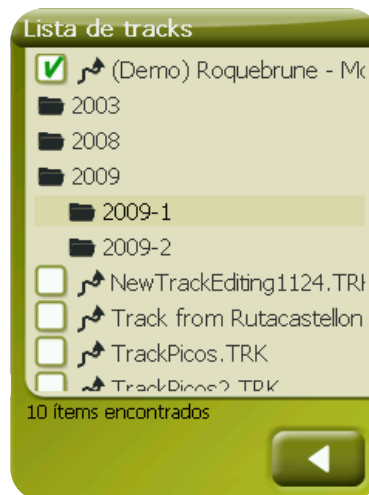 Lista de tracks
(Demo) Roquebrune - Mo
2003
2008
2009
2009-1
2009-2
NewTrackEditing1124.TRK
Track from Rutacastellon
TrackPicos.TRK
TrackPicos2.TRK
10 ítems encontrados